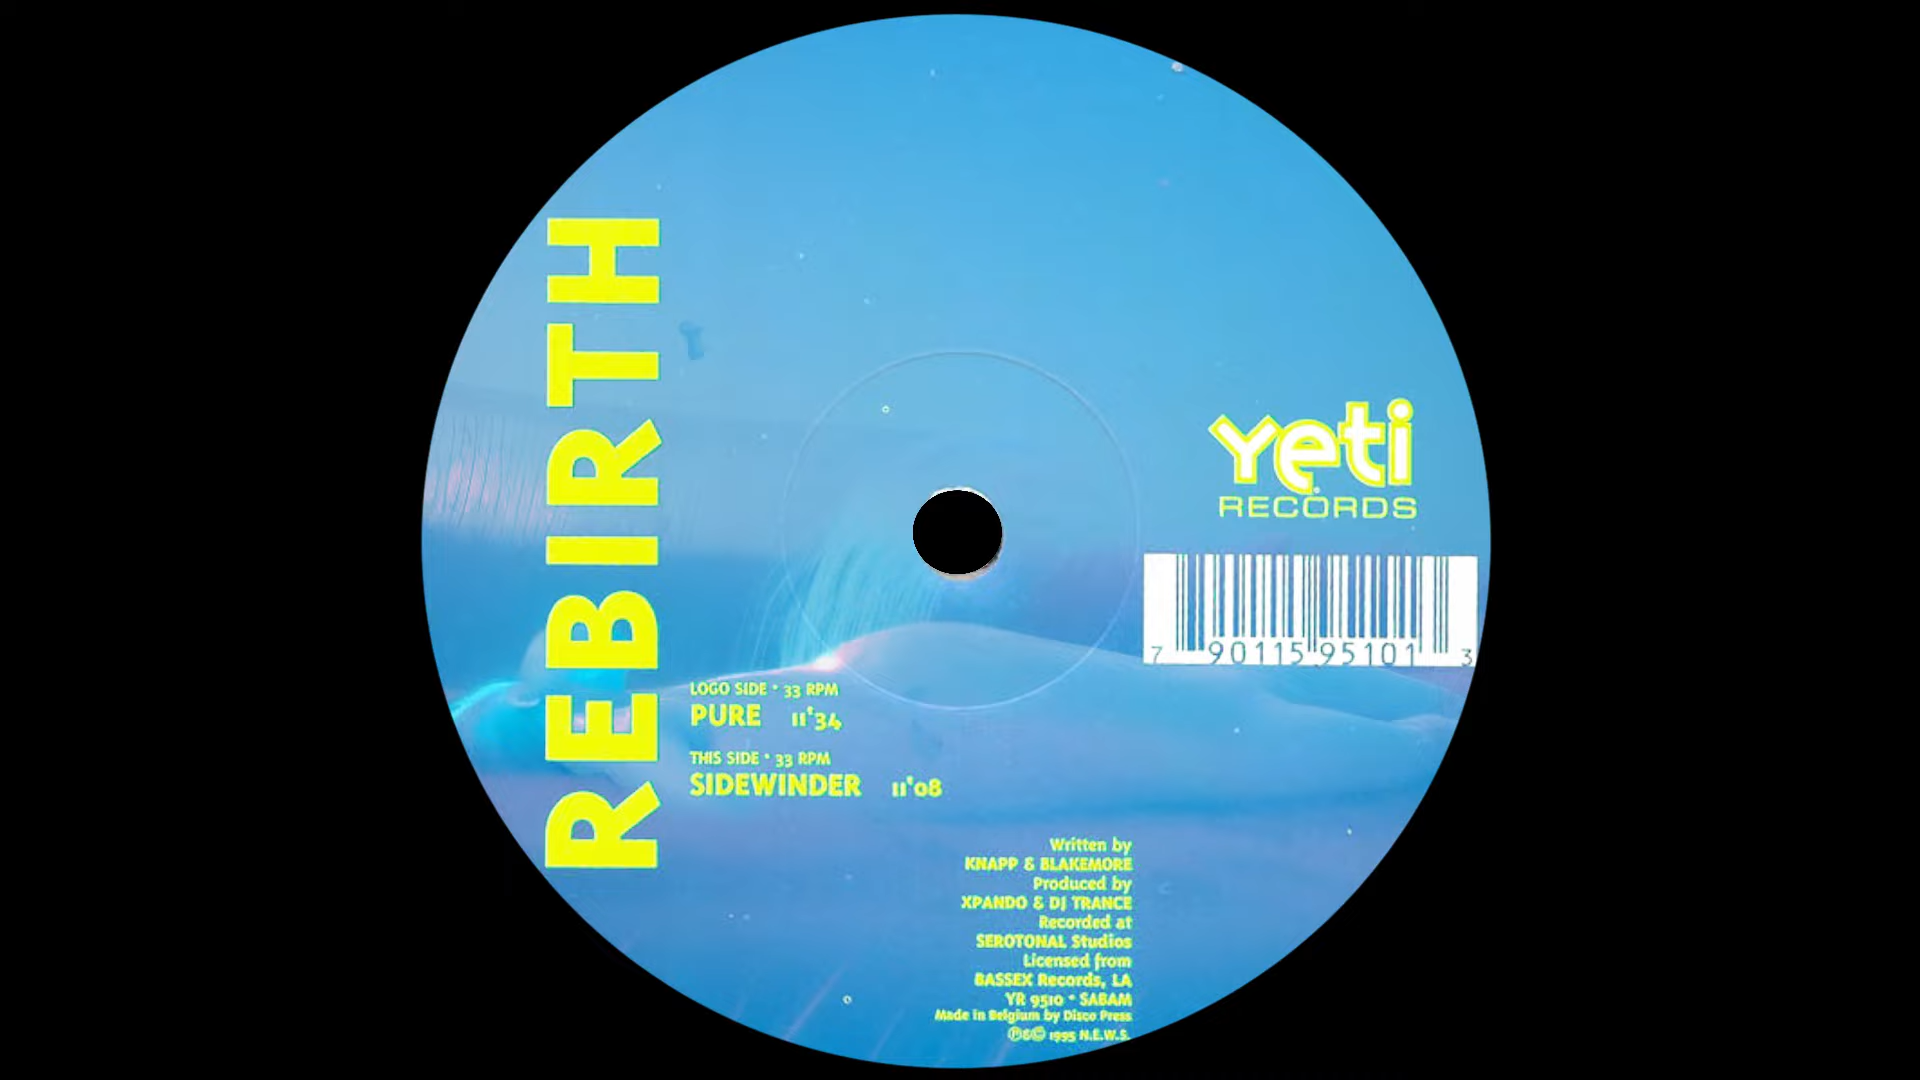 REBIRTH
Yeti
RECORDS
7 90115 95101 3
LOGO SIDE • 33 RPM
PURE 11'34
THIS SIDE • 33 RPM
SIDEWINDER 11'08
Written by
KNAPP & BLAKEMORE
Produced by
XPANDO & DJ TRANCE
Recorded at
SEROTONAL Studios
Licensed from
BASSEX Records, LA
YR 9510 • SABAM
Made in Belgium by Disco Press
℗&© 1995 N.E.W.S.